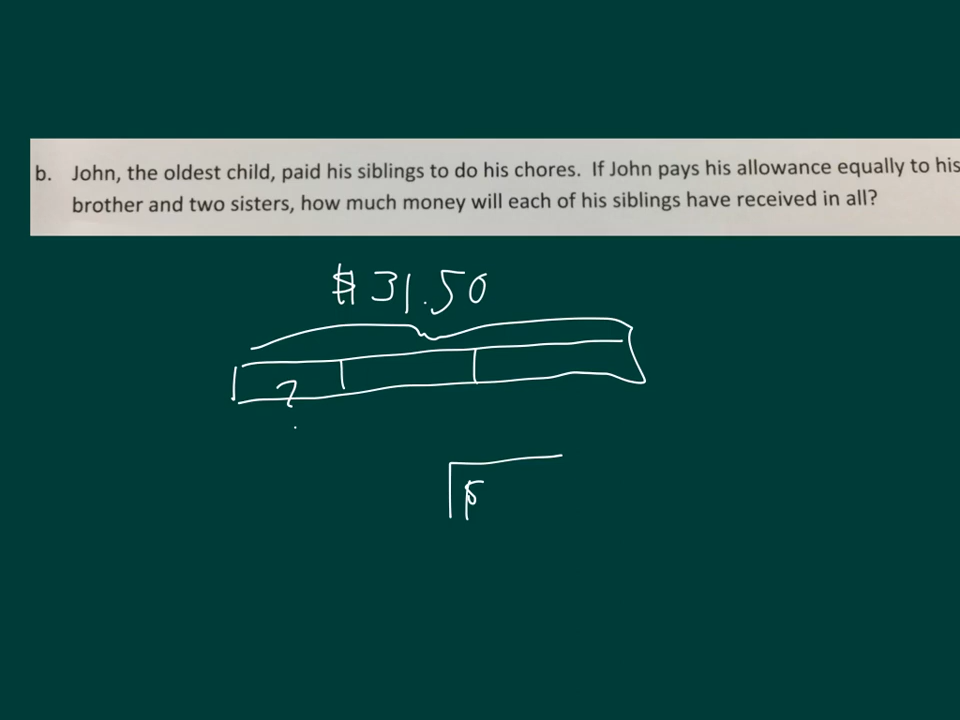 b. John, the oldest child, paid his siblings to do his chores. If John pays his allowance equally to his
brother and two sisters, how much money will each of his siblings have received in all?
$31.50
?